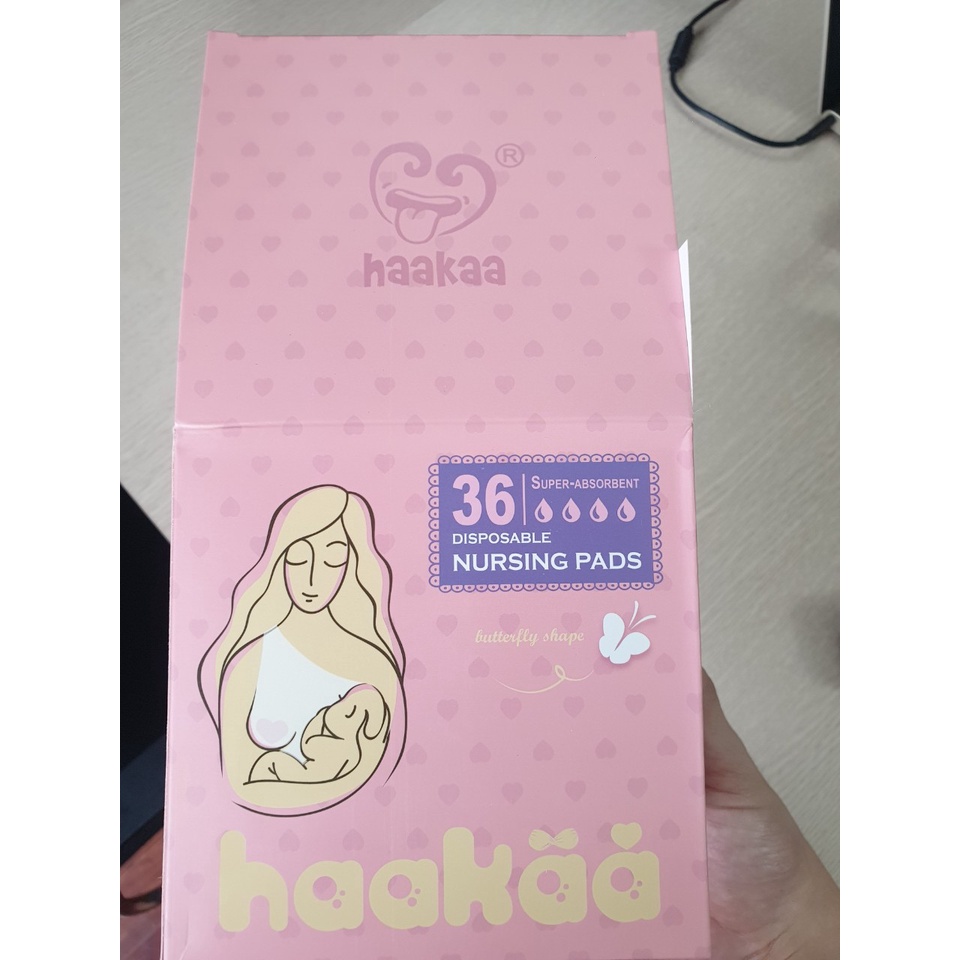 ®
haakaa
36
SUPER-ABSORBENT
DISPOSABLE
NURSING PADS
butterfly shape
haakaa